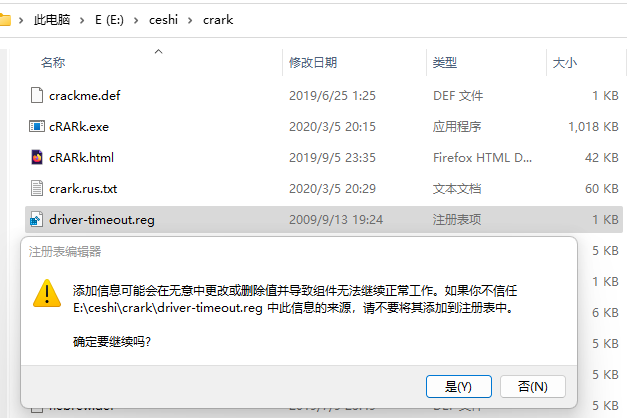 此电脑 > E (E:) > ceshi > crark
名称 修改日期 类型 大小
crackme.def 2019/6/25 1:25 DEF 文件 1 KB
cRARk.exe 2020/3/5 20:15 应用程序 1,018 KB
cRARk.html 2019/9/5 23:35 Firefox HTML D... 42 KB
crark.rus.txt 2020/3/5 20:29 文本文档 60 KB
driver-timeout.reg 2009/9/13 19:24 注册表项 1 KB
5 KB
注册表编辑器
1 KB
添加信息可能会在无意中更改或删除值并导致组件无法继续正常工作。如果你不信任
E:\ceshi\crark\driver-timeout.reg 中此信息的来源，请不要将其添加到注册表中。
6 KB
确定要继续吗?
5 KB
5 KB
是(Y) 否(N)
5 KB